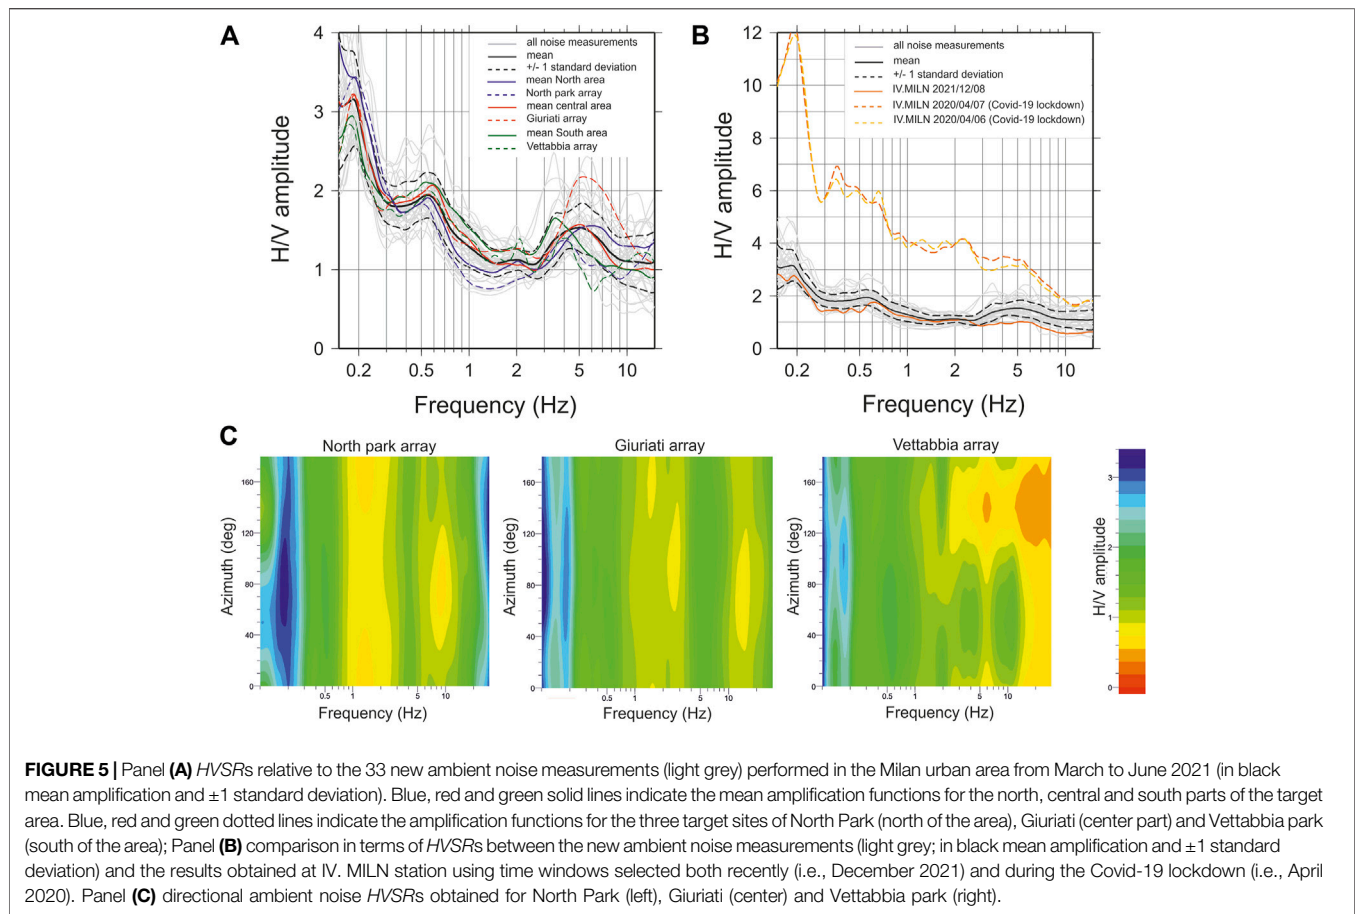 A
H/V amplitude
4
3
2
1
0
0.2
0.5
1
2
5
10
Frequency (Hz)
all noise measurements
mean
+/- 1 standard deviation
mean North area
North park array
mean central area
Giuriati array
mean South area
Vettabbia array
B
H/V amplitude
12
10
8
6
4
2
0
0.2
0.5
1
2
5
10
Frequency (Hz)
all noise measurements
mean
+/- 1 standard deviation
IV.MILN 2021/12/08
IV.MILN 2020/04/07 (Covid-19 lockdown)
IV.MILN 2020/04/06 (Covid-19 lockdown)
C
North park array
Azimuth (deg)
160
120
80
40
0
0.5
1
5
10
Frequency (Hz)
Giuriati array
Azimuth (deg)
160
120
80
40
0
0.5
1
5
10
Frequency (Hz)
Vettabbia array
Azimuth (deg)
160
120
80
40
0
0.5
1
5
10
Frequency (Hz)
3
2
1
0
H/V amplitude
FIGURE 5 | Panel (A) HVSRs relative to the 33 new ambient noise measurements (light grey) performed in the Milan urban area from March to June 2021 (in black
mean amplification and ±1 standard deviation). Blue, red and green solid lines indicate the mean amplification functions for the north, central and south parts of the target
area. Blue, red and green dotted lines indicate the amplification functions for the three target sites of North Park (north of the area), Giuriati (center part) and Vettabbia park
(south of the area); Panel (B) comparison in terms of HVSRs between the new ambient noise measurements (light grey; in black mean amplification and ±1 standard
deviation) and the results obtained at IV. MILN station using time windows selected both recently (i.e., December 2021) and during the Covid-19 lockdown (i.e., April
2020). Panel (C) directional ambient noise HVSRs obtained for North Park (left), Giuriati (center) and Vettabbia park (right).